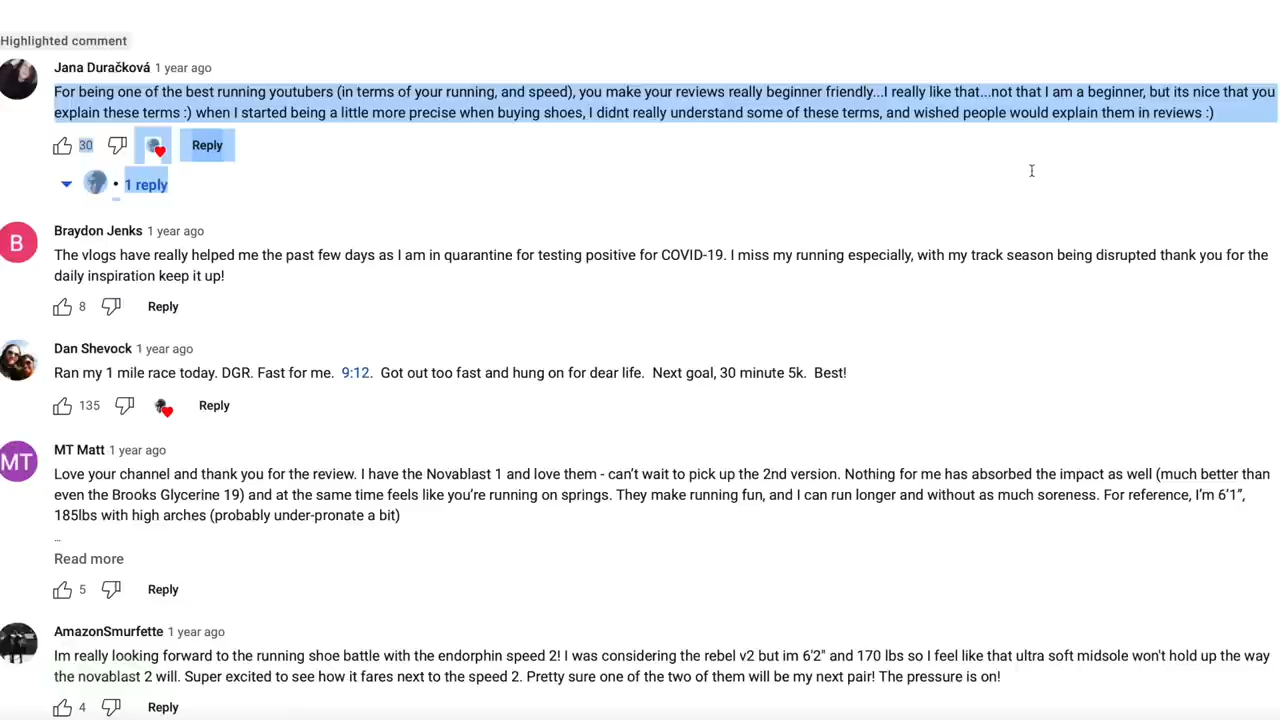 Highlighted comment
Jana Duračková 1 year ago
For being one of the best running youtubers (in terms of your running, and speed), you make your reviews really beginner friendly...I really like that...not that I am a beginner, but its nice that you
explain these terms :) when I started being a little more precise when buying shoes, I didnt really understand some of these terms, and wished people would explain them in reviews :)
30 Reply
• 1 reply
B
Braydon Jenks 1 year ago
The vlogs have really helped me the past few days as I am in quarantine for testing positive for COVID-19. I miss my running especially, with my track season being disrupted thank you for the
daily inspiration keep it up!
8 Reply
Dan Shevock 1 year ago
Ran my 1 mile race today. DGR. Fast for me. 9:12. Got out too fast and hung on for dear life. Next goal, 30 minute 5k. Best!
135 Reply
MT
MT Matt 1 year ago
Love your channel and thank you for the review. I have the Novablast 1 and love them - can't wait to pick up the 2nd version. Nothing for me has absorbed the impact as well (much better than
even the Brooks Glycerine 19) and at the same time feels like you're running on springs. They make running fun, and I can run longer and without as much soreness. For reference, I'm 6'1”,
185lbs with high arches (probably under-pronate a bit)
...
Read more
5 Reply
AmazonSmurfette 1 year ago
Im really looking forward to the running shoe battle with the endorphin speed 2! I was considering the rebel v2 but im 6'2" and 170 lbs so I feel like that ultra soft midsole won't hold up the way
the novablast 2 will. Super excited to see how it fares next to the speed 2. Pretty sure one of the two of them will be my next pair! The pressure is on!
4 Reply